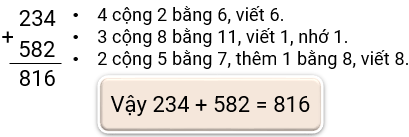 234
+
582
816
• 4 cộng 2 bằng 6, viết 6.
• 3 cộng 8 bằng 11, viết 1, nhớ 1.
• 2 cộng 5 bằng 7, thêm 1 bằng 8, viết 8.
Vậy 234 + 582 = 816